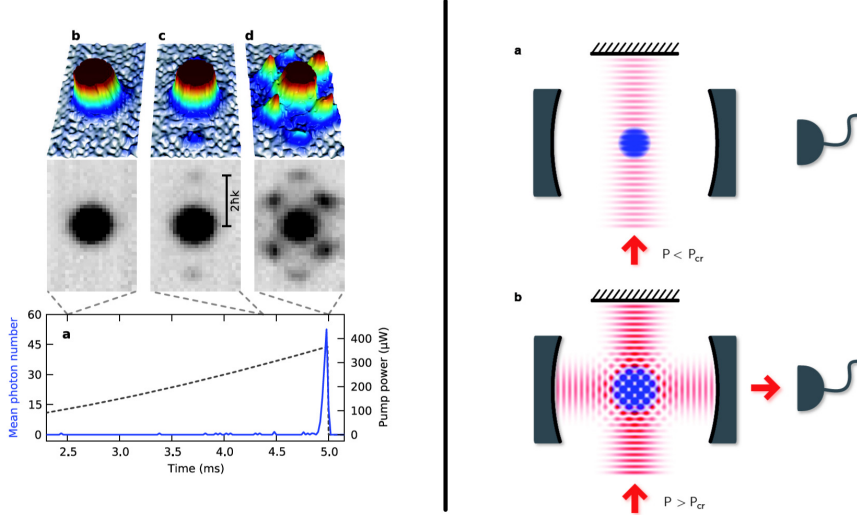 b
c
d
2ħk
a
Mean photon number
60
45
30
15
0
400
300
200
100
0
Pump power (μW)
2.5 3.0 3.5 4.0 4.5 5.0
Time (ms)
a
P < Pcr
b
P > Pcr